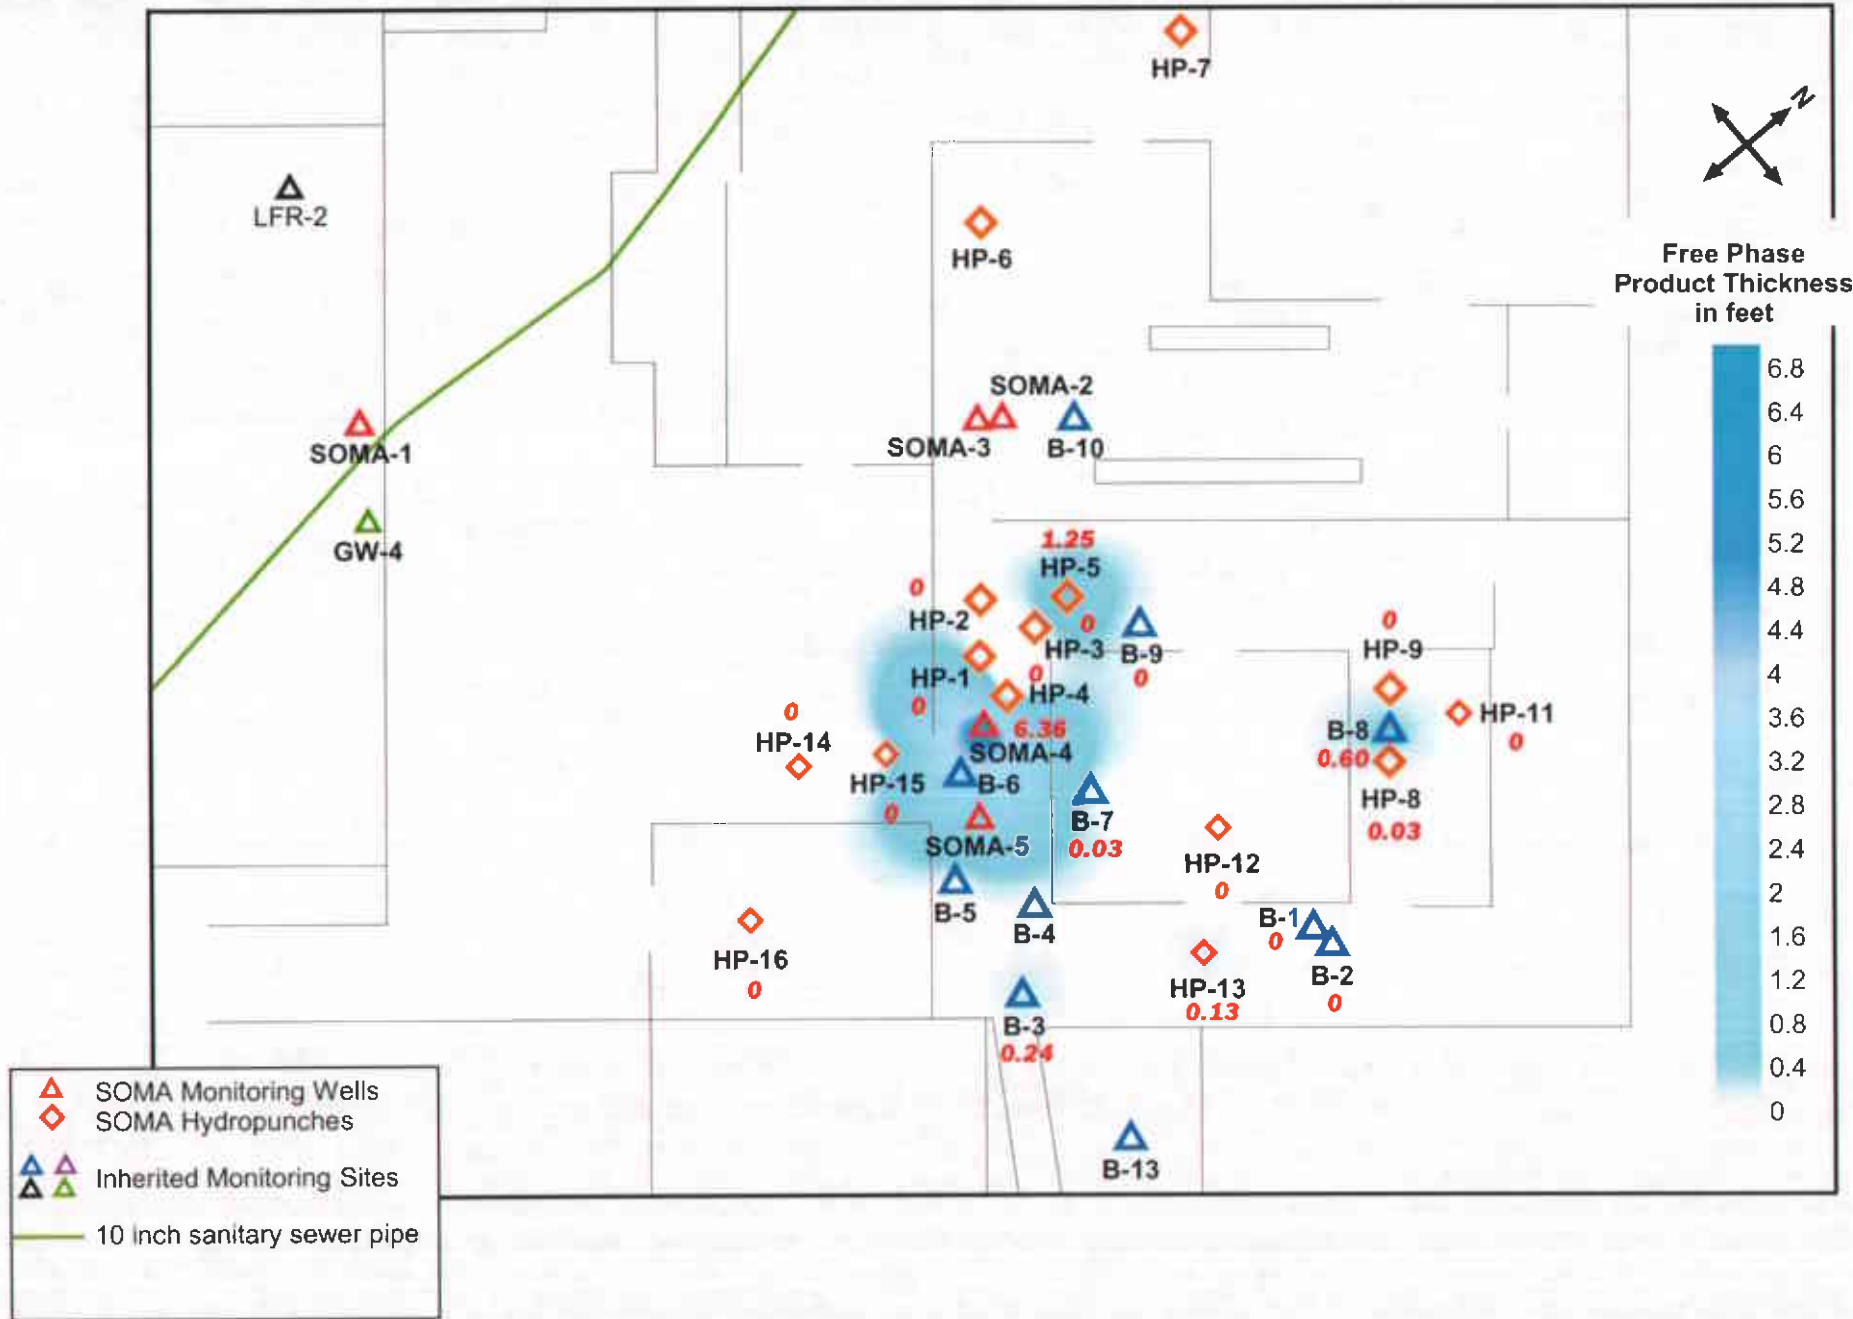 HP-7
N
LFR-2
HP-6
Free Phase
Product Thickness
in feet
6.8
6.4
6
5.6
5.2
4.8
4.4
4
3.6
3.2
2.8
2.4
2
1.6
1.2
0.8
0.4
0
SOMA-2
SOMA-1
SOMA-3
B-10
GW-4
1.25
HP-5
0
HP-2
0
HP-3
B-9
0
0
HP-9
0
HP-1
0
HP-4
0
HP-14
6.36
SOMA-4
B-8
0.60
HP-11
0
HP-15
0
B-6
HP-8
0.03
SOMA-5
B-7
0.03
HP-12
0
B-5
B-4
B-1
0
B-2
0
HP-16
0
HP-13
0.13
B-3
0.24
B-13
SOMA Monitoring Wells
SOMA Hydropunches
Inherited Monitoring Sites
10 inch sanitary sewer pipe